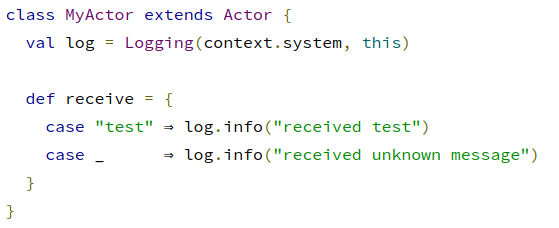 class MyActor extends Actor {
  val log = Logging(context.system, this)

  def receive = {
    case "test" ⇒ log.info("received test")
    case _      ⇒ log.info("received unknown message")
  }
}